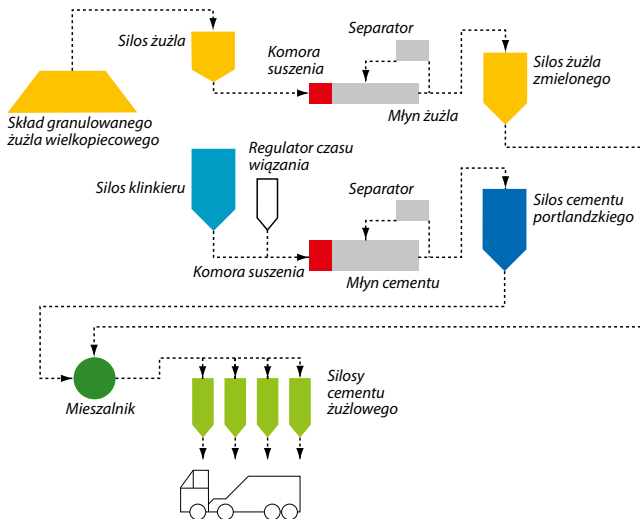 Silos żużla
Skład granulowanego
żużla wielkopiecowego
Komora
suszenia
Separator
Młyn żużla
Silos żużla
zmielonego
Silos klinkieru
Regulator czasu
wiązania
Komora suszenia
Separator
Młyn cementu
Silos cementu
portlandzkiego
Mieszalnik
Silosy
cementu
żużlowego